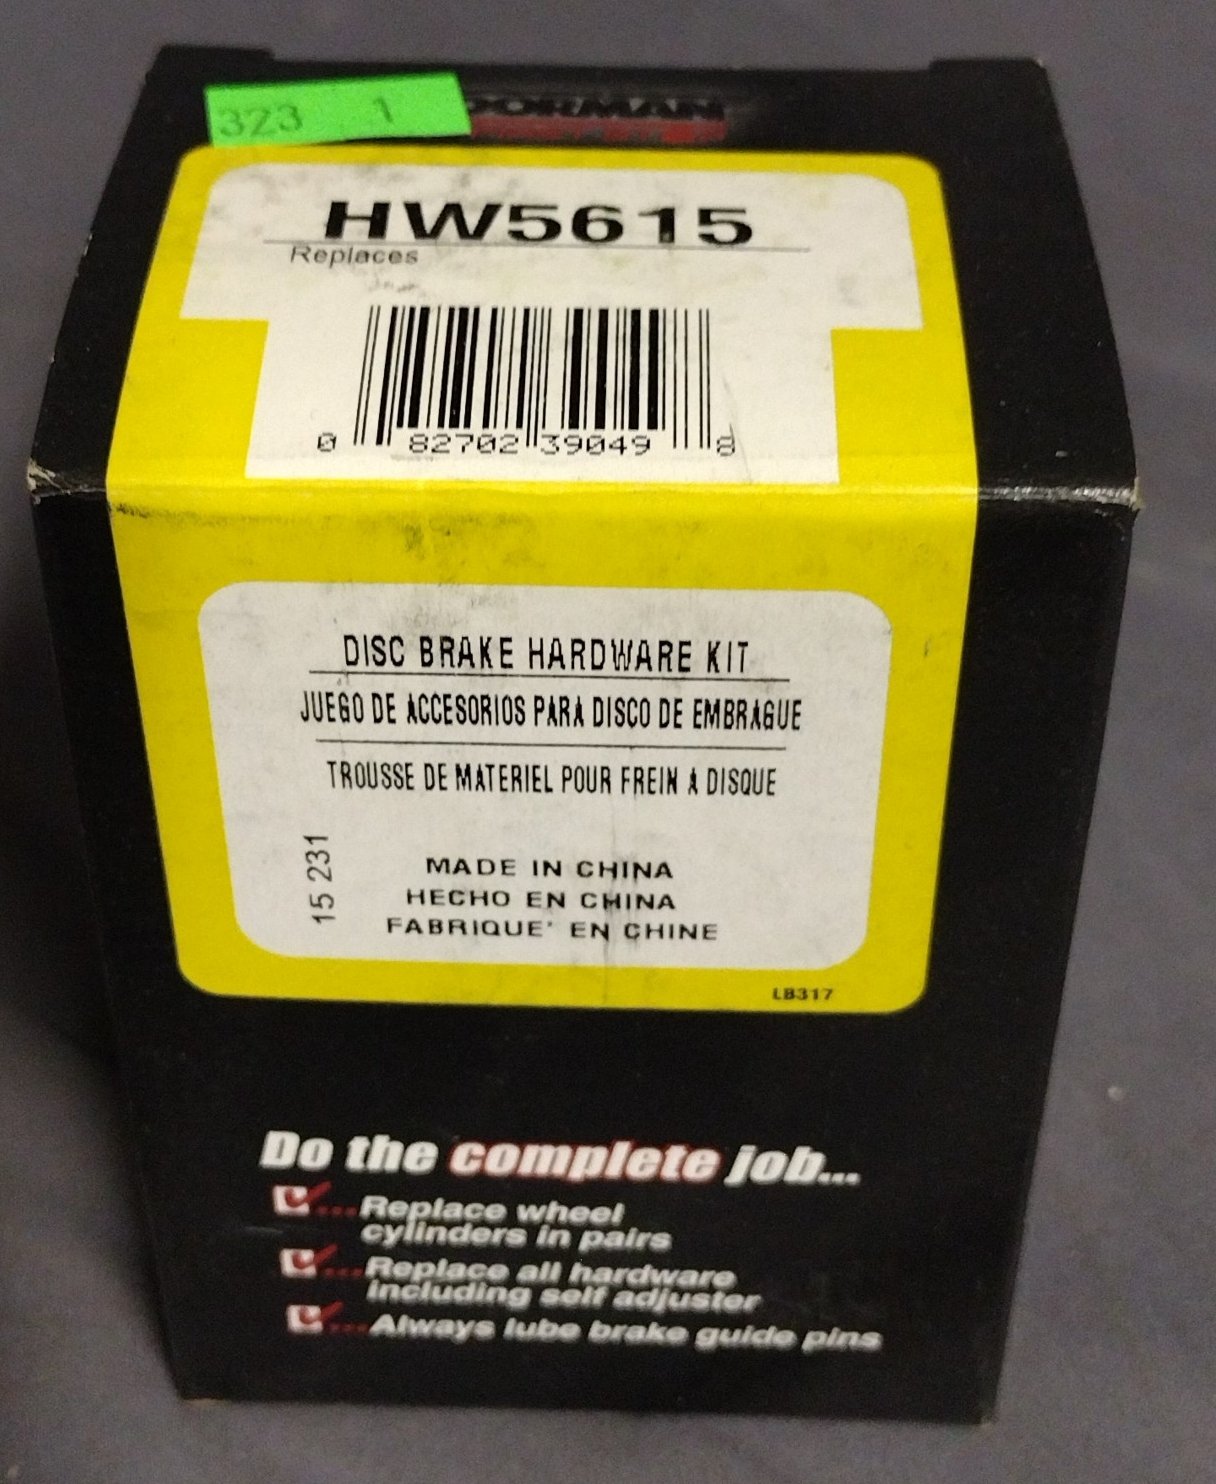 323 1
DORMAN
HW5615
Replaces
0 82702 39049 8
DISC BRAKE HARDWARE KIT
JUEGO DE ACCESORIOS PARA DISCO DE EMBRAGUE
TROUSSE DE MATERIEL POUR FREIN A DISQUE
15 231
MADE IN CHINA
HECHO EN CHINA
FABRIQUE' EN CHINE
LB317
Do the complete job...
...Replace wheel
cylinders in pairs
...Replace all hardware
including self adjuster
...Always lube brake guide pins